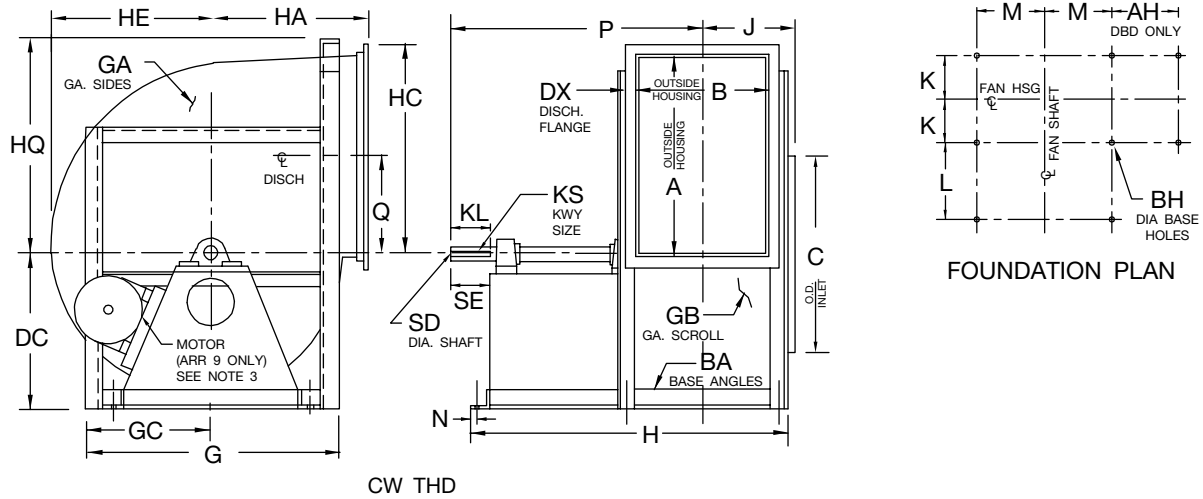 HE
HA
GA
GA. SIDES
HQ
HC
℄
DISCH
Q
DC
MOTOR
(ARR 9 ONLY)
SEE NOTE 3
GC
G
P
J
DX
DISCH.
FLANGE
OUTSIDE
HOUSING
B
OUTSIDE
HOUSING
A
KL
KS
KWY
SIZE
SE
SD
DIA. SHAFT
C
O.D.
INLET
GB
GA. SCROLL
BA
BASE ANGLES
N
H
CW THD
M
M
AH
DBD ONLY
K
FAN HSG
℄
K
℄ FAN SHAFT
L
BH
DIA BASE
HOLES
FOUNDATION PLAN